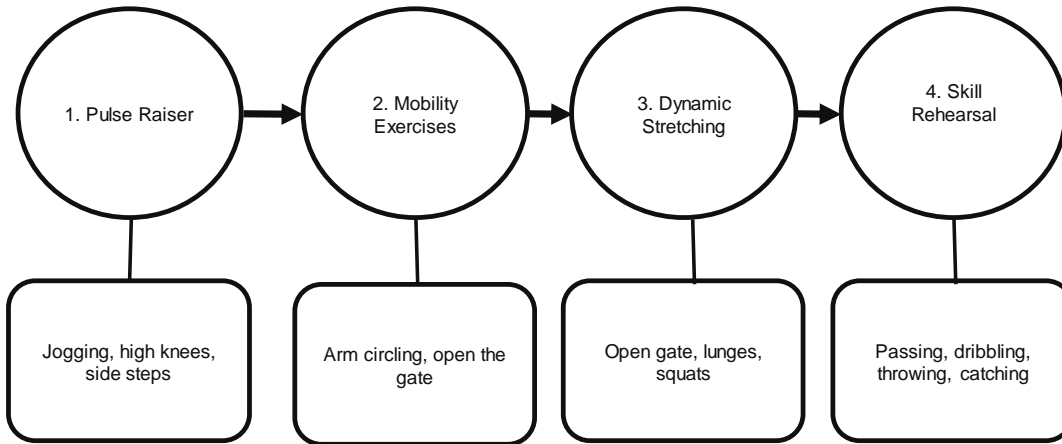 1. Pulse Raiser
2. Mobility
Exercises
3. Dynamic
Stretching
4. Skill
Rehearsal
Jogging, high knees,
side steps
Arm circling, open the
gate
Open gate, lunges,
squats
Passing, dribbling,
throwing, catching